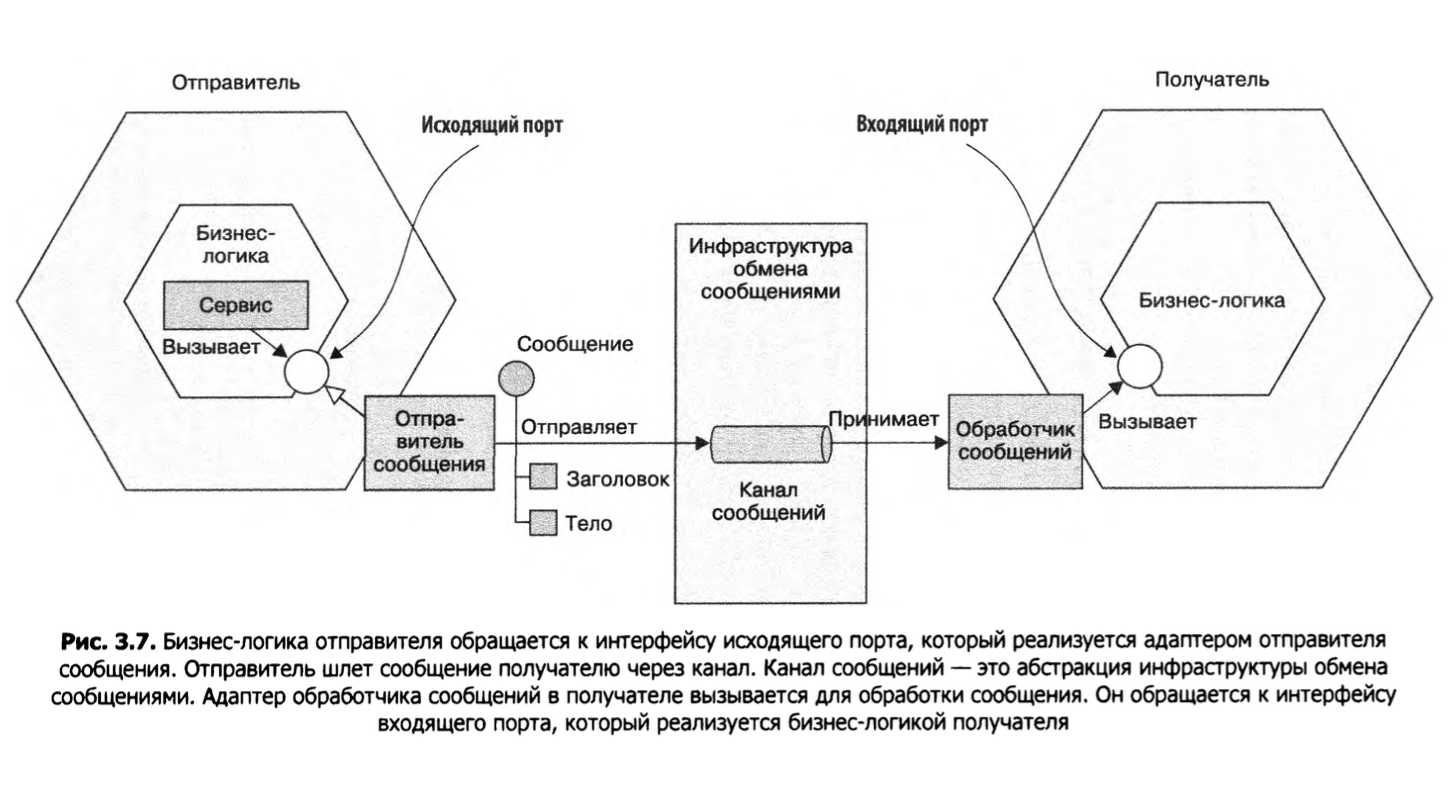 Отправитель
Получатель
Исходящий порт
Входящий порт
Бизнес-
логика
Сервис
Вызывает
Инфраструктура
обмена
сообщениями
Бизнес-логика
Сообщение
Отпра-
витель
сообщения
Отправляет
Заголовок
Тело
Канал
сообщений
Принимает
Обработчик
сообщений
Вызывает
Рис. 3.7. Бизнес-логика отправителя обращается к интерфейсу исходящего порта, который реализуется адаптером отправителя
сообщения. Отправитель шлет сообщение получателю через канал. Канал сообщений — это абстракция инфраструктуры обмена
сообщениями. Адаптер обработчика сообщений в получателе вызывается для обработки сообщения. Он обращается к интерфейсу
входящего порта, который реализуется бизнес-логикой получателя